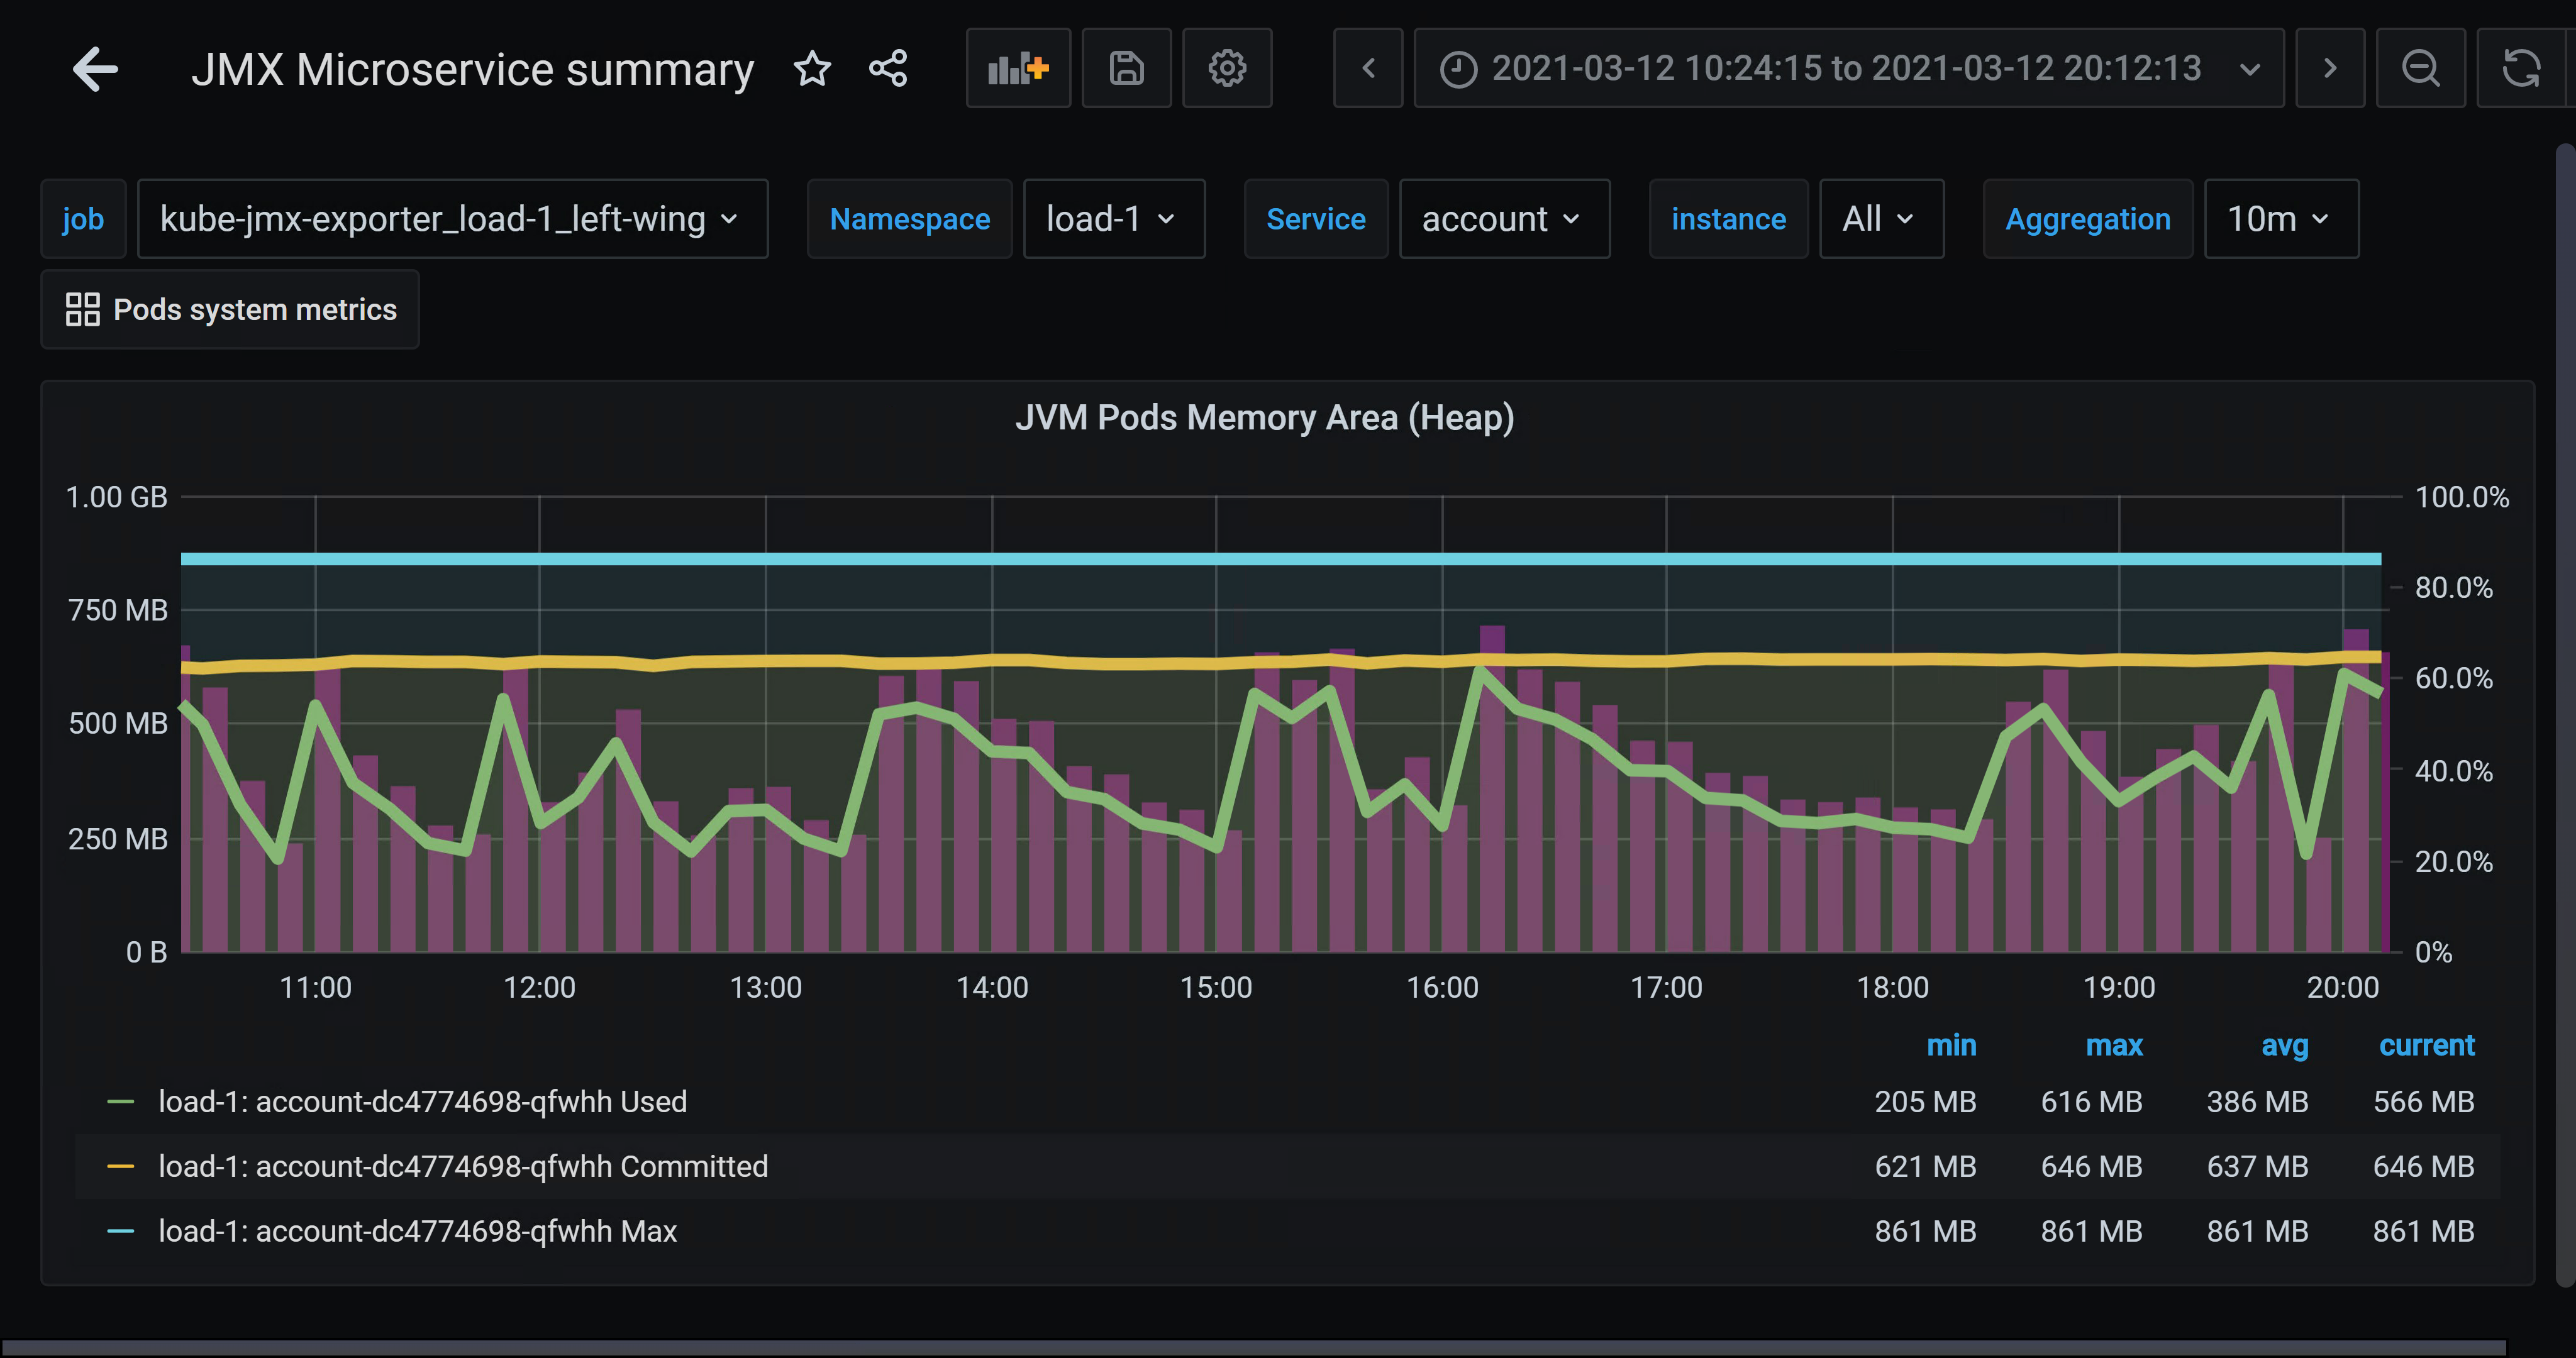 JMX Microservice summary
2021-03-12 10:24:15 to 2021-03-12 20:12:13
job kube-jmx-exporter_load-1_left-wing Namespace load-1 Service account instance All Aggregation 10m
Pods system metrics
JVM Pods Memory Area (Heap)
1.00 GB 100.0%
80.0%
750 MB
60.0%
500 MB
40.0%
250 MB
20.0%
0 B 0%
11:00 12:00 13:00 14:00 15:00 16:00 17:00 18:00 19:00 20:00
min max avg current
load-1: account-dc4774698-qfwhh Used 205 MB 616 MB 386 MB 566 MB
load-1: account-dc4774698-qfwhh Committed 621 MB 646 MB 637 MB 646 MB
load-1: account-dc4774698-qfwhh Max 861 MB 861 MB 861 MB 861 MB